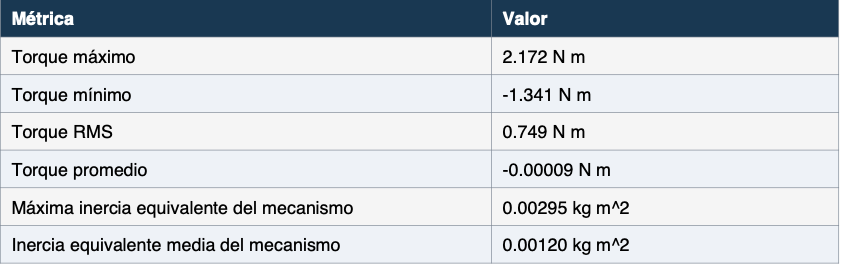 Métrica Valor
Torque máximo 2.172 N m
Torque mínimo -1.341 N m
Torque RMS 0.749 N m
Torque promedio -0.00009 N m
Máxima inercia equivalente del mecanismo 0.00295 kg m^2
Inercia equivalente media del mecanismo 0.00120 kg m^2